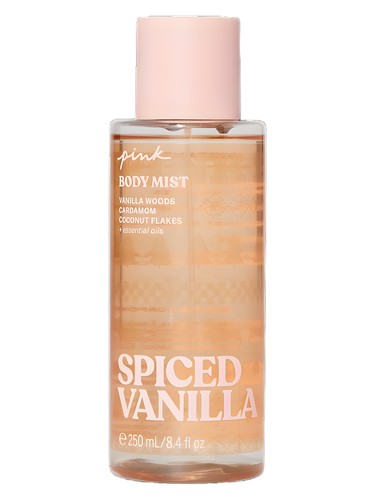 pink
BODY MIST
VANILLA WOODS
CARDAMOM
COCONUT FLAKES
+ essential oils
SPICED
VANILLA
℮ 250 mL/8.4 fl oz